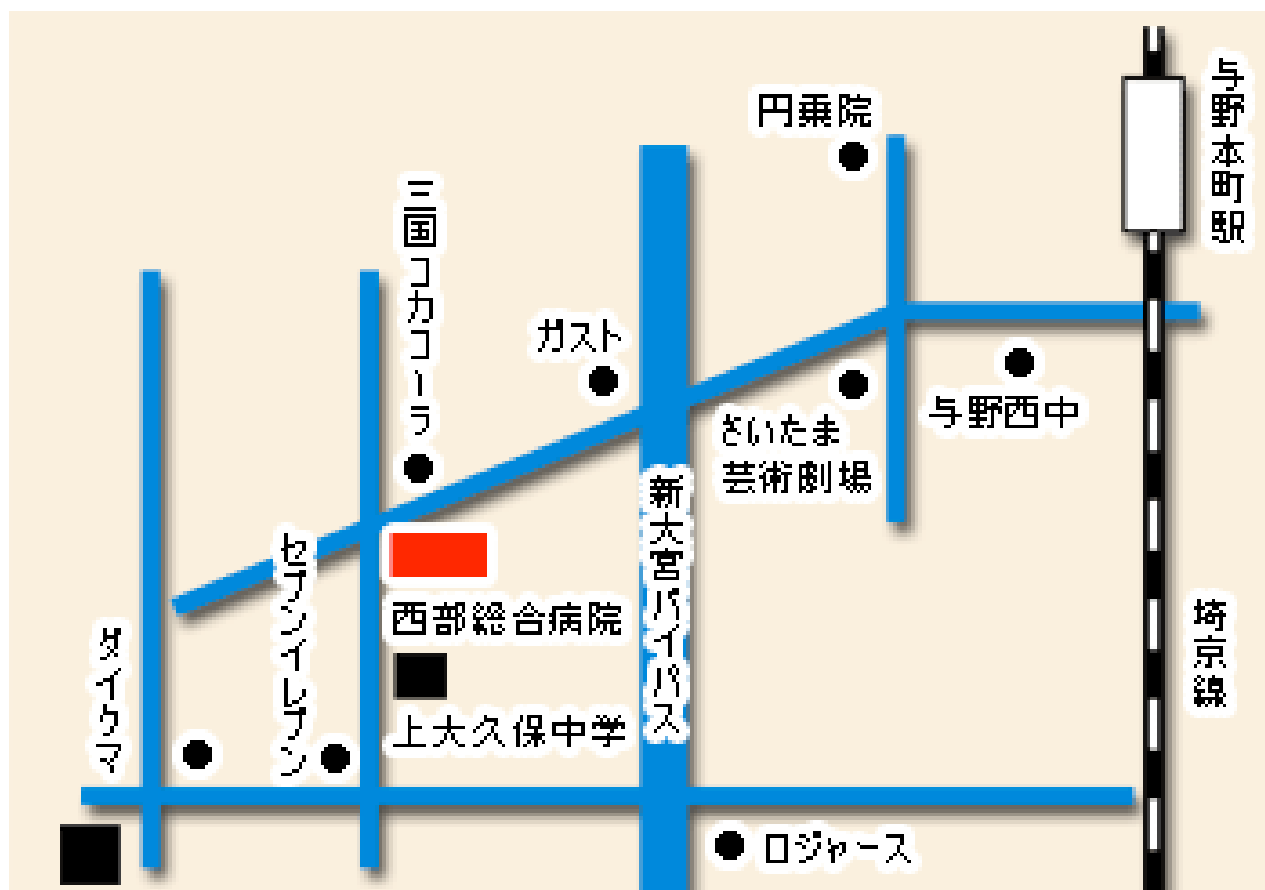 与野本町駅
円乗院
三国コカコーラ
ガスト
さいたま
芸術劇場
与野西中
新大宮バイパス
セブンイレブン
西部総合病院
埼京線
ダイクマ
上大久保中学
ロジャース